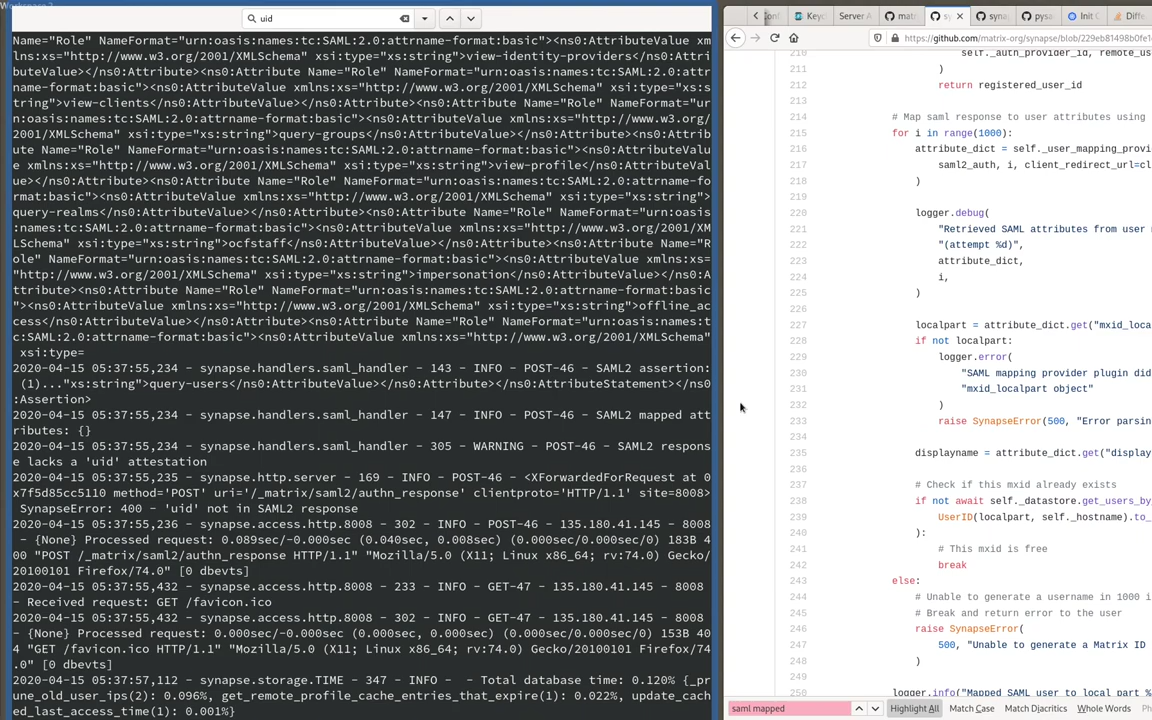 Workspace 2
uid
Name="Role" NameFormat="urn:oasis:names:tc:SAML:2.0:attrname-format:basic"><ns0:AttributeValue xm
lns:xs="http://www.w3.org/2001/XMLSchema" xsi:type="xs:string">view-identity-providers</ns0:Attri
buteValue></ns0:Attribute><ns0:Attribute Name="Role" NameFormat="urn:oasis:names:tc:SAML:2.0:attr
name-format:basic"><ns0:AttributeValue xmlns:xs="http://www.w3.org/2001/XMLSchema" xsi:type="xs:s
tring">view-clients</ns0:AttributeValue></ns0:Attribute><ns0:Attribute Name="Role" NameFormat="ur
n:oasis:names:tc:SAML:2.0:attrname-format:basic"><ns0:AttributeValue xmlns:xs="http://www.w3.org/
2001/XMLSchema" xsi:type="xs:string">query-groups</ns0:AttributeValue></ns0:Attribute><ns0:Attrib
ute Name="Role" NameFormat="urn:oasis:names:tc:SAML:2.0:attrname-format:basic"><ns0:AttributeValu
e xmlns:xs="http://www.w3.org/2001/XMLSchema" xsi:type="xs:string">view-profile</ns0:AttributeVal
ue></ns0:Attribute><ns0:Attribute Name="Role" NameFormat="urn:oasis:names:tc:SAML:2.0:attrname-fo
rmat:basic"><ns0:AttributeValue xmlns:xs="http://www.w3.org/2001/XMLSchema" xsi:type="xs:string">
query-realms</ns0:AttributeValue></ns0:Attribute><ns0:Attribute Name="Role" NameFormat="urn:oasis
:names:tc:SAML:2.0:attrname-format:basic"><ns0:AttributeValue xmlns:xs="http://www.w3.org/2001/XM
LSchema" xsi:type="xs:string">ocfstaff</ns0:AttributeValue></ns0:Attribute><ns0:Attribute Name="R
ole" NameFormat="urn:oasis:names:tc:SAML:2.0:attrname-format:basic"><ns0:AttributeValue xmlns:xs=
"http://www.w3.org/2001/XMLSchema" xsi:type="xs:string">impersonation</ns0:AttributeValue></ns0:A
ttribute><ns0:Attribute Name="Role" NameFormat="urn:oasis:names:tc:SAML:2.0:attrname-format:basic
"><ns0:AttributeValue xmlns:xs="http://www.w3.org/2001/XMLSchema" xsi:type="xs:string">offline_ac
cess</ns0:AttributeValue></ns0:Attribute><ns0:Attribute Name="Role" NameFormat="urn:oasis:names:t
c:SAML:2.0:attrname-format:basic"><ns0:AttributeValue xmlns:xs="http://www.w3.org/2001/XMLSchema"
xsi:type=
2020-04-15 05:37:55,234 - synapse.handlers.saml_handler - 143 - INFO - POST-46 - SAML2 assertion:
(1)..."xs:string">query-users</ns0:AttributeValue></ns0:Attribute></ns0:AttributeStatement></ns0
:Assertion>
2020-04-15 05:37:55,234 - synapse.handlers.saml_handler - 147 - INFO - POST-46 - SAML2 mapped att
ributes: {}
2020-04-15 05:37:55,234 - synapse.handlers.saml_handler - 305 - WARNING - POST-46 - SAML2 respons
e lacks a 'uid' attestation
2020-04-15 05:37:55,235 - synapse.http.server - 169 - INFO - POST-46 - <XForwardedForRequest at 0
x7f5d85cc5110 method='POST' uri='/_matrix/saml2/authn_response' clientproto='HTTP/1.1' site=8008>
SynapseError: 400 - 'uid' not in SAML2 response
2020-04-15 05:37:55,236 - synapse.access.http.8008 - 302 - INFO - POST-46 - 135.180.41.145 - 8008
- {None} Processed request: 0.089sec/-0.000sec (0.040sec, 0.008sec) (0.000sec/0.000sec/0) 183B 4
00 "POST /_matrix/saml2/authn_response HTTP/1.1" "Mozilla/5.0 (X11; Linux x86_64; rv:74.0) Gecko/
20100101 Firefox/74.0" [0 dbevts]
2020-04-15 05:37:55,432 - synapse.access.http.8008 - 233 - INFO - GET-47 - 135.180.41.145 - 8008
- Received request: GET /favicon.ico
2020-04-15 05:37:55,432 - synapse.access.http.8008 - 302 - INFO - GET-47 - 135.180.41.145 - 8008
- {None} Processed request: 0.000sec/-0.000sec (0.000sec, 0.000sec) (0.000sec/0.000sec/0) 153B 40
4 "GET /favicon.ico HTTP/1.1" "Mozilla/5.0 (X11; Linux x86_64; rv:74.0) Gecko/20100101 Firefox/74
.0" [0 dbevts]
2020-04-15 05:37:57,112 - synapse.storage.TIME - 347 - INFO -  - Total database time: 0.120% {_pr
une_old_user_ips(2): 0.096%, get_remote_profile_cache_entries_that_expire(1): 0.022%, update_cach
ed_last_access_time(1): 0.001%}
Keyc Server A matr sy syna pysa Init C Diffe
https://github.com/matrix-org/synapse/blob/229eb81498b0fe1
210 self._auth_provider_id, remote_us
211 )
212 return registered_user_id
213
214 # Map saml response to user attributes using
215 for i in range(1000):
216 attribute_dict = self._user_mapping_provi
217 saml2_auth, i, client_redirect_url=cl
218 )
219
220 logger.debug(
221 "Retrieved SAML attributes from user m
222 "(attempt %d)",
223 attribute_dict,
224 i,
225 )
226
227 localpart = attribute_dict.get("mxid_loca
228 if not localpart:
229 logger.error(
230 "SAML mapping provider plugin did
231 "mxid_localpart object"
232 )
233 raise SynapseError(500, "Error parsin
234
235 displayname = attribute_dict.get("display
236
237 # Check if this mxid already exists
238 if not await self._datastore.get_users_by_
239 UserID(localpart, self._hostname).to_
240 ):
241 # This mxid is free
242 break
243 else:
244 # Unable to generate a username in 1000 i
245 # Break and return error to the user
246 raise SynapseError(
247 500, "Unable to generate a Matrix ID
248 )
250 logger.info("Mapped SAML user to local part %
saml mapped
Highlight All Match Case Match Diacritics Whole Words Ph